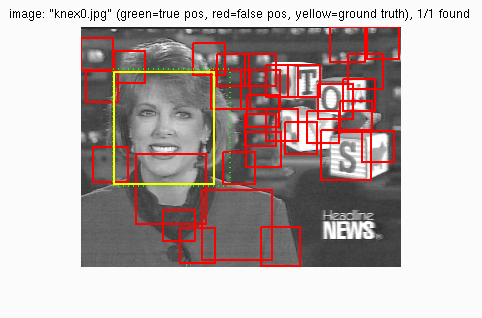 image: "knex0.jpg" (green=true pos, red=false pos, yellow=ground truth), 1/1 found
T
O
S
Headline
NEWS